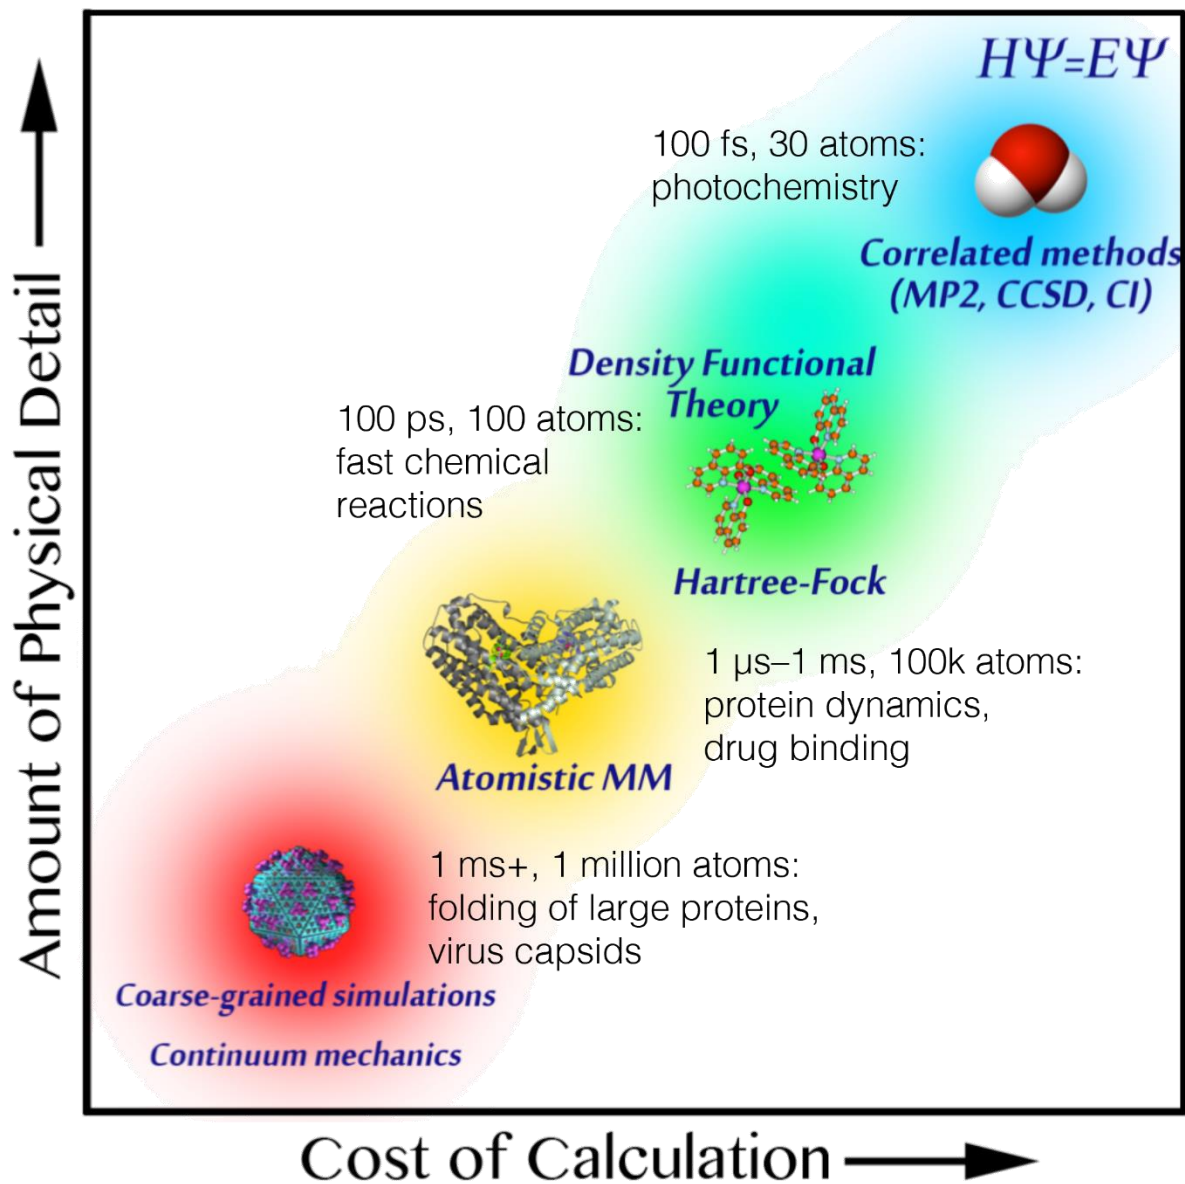 HΨ=EΨ
100 fs, 30 atoms:
photochemistry
Correlated methods
(MP2, CCSD, CI)
Density Functional
Theory
100 ps, 100 atoms:
fast chemical
reactions
Hartree-Fock
1 μs–1 ms, 100k atoms:
protein dynamics,
drug binding
Atomistic MM
1 ms+, 1 million atoms:
folding of large proteins,
virus capsids
Coarse-grained simulations
Continuum mechanics
Amount of Physical Detail
Cost of Calculation